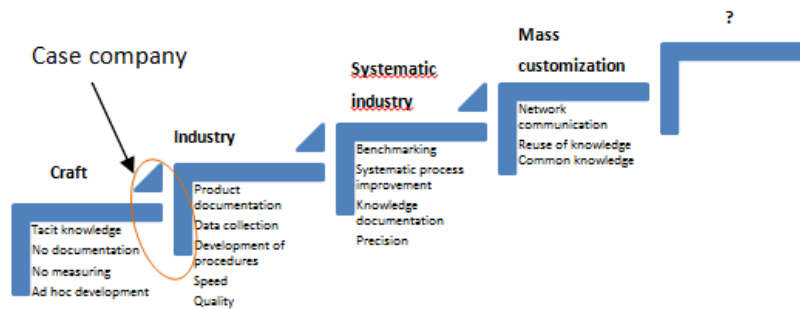 Case company
Craft
Tacit knowledge
No documentation
No measuring
Ad hoc development
Industry
Product
documentation
Data collection
Development of
procedures
Speed
Quality
Systematic
industry
Benchmarking
Systematic process
improvement
Knowledge
documentation
Precision
Mass
customization
Network
communication
Reuse of knowledge
Common knowledge
?